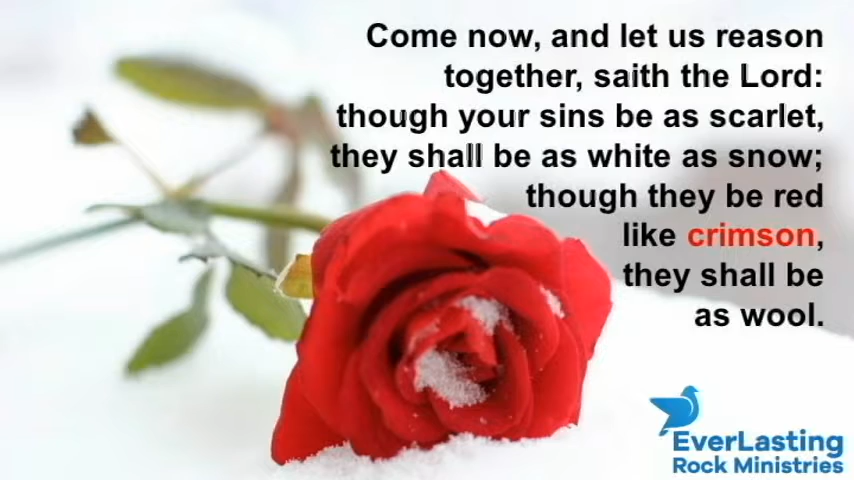 Come now, and let us reason
together, saith the Lord:
though your sins be as scarlet,
they shall be as white as snow;
though they be red
like crimson,
they shall be
as wool.
EverLasting
Rock Ministries